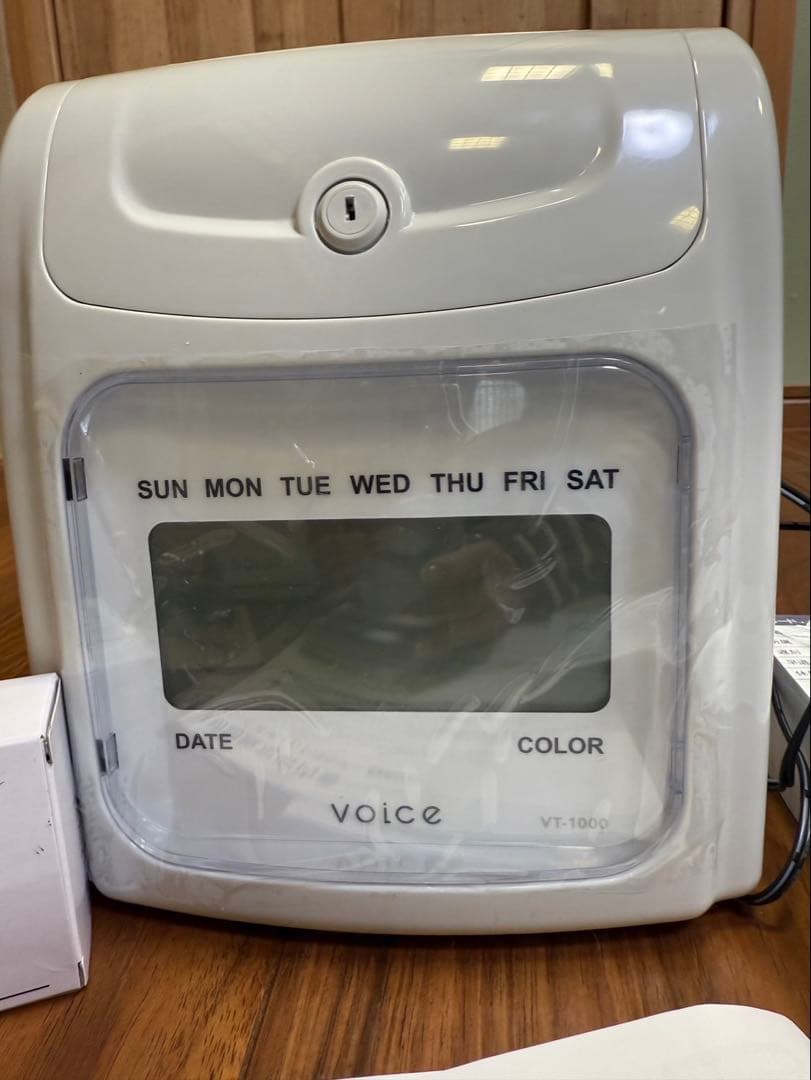 SUN MON TUE WED THU FRI SAT
DATE COLOR
voice
VT-1000